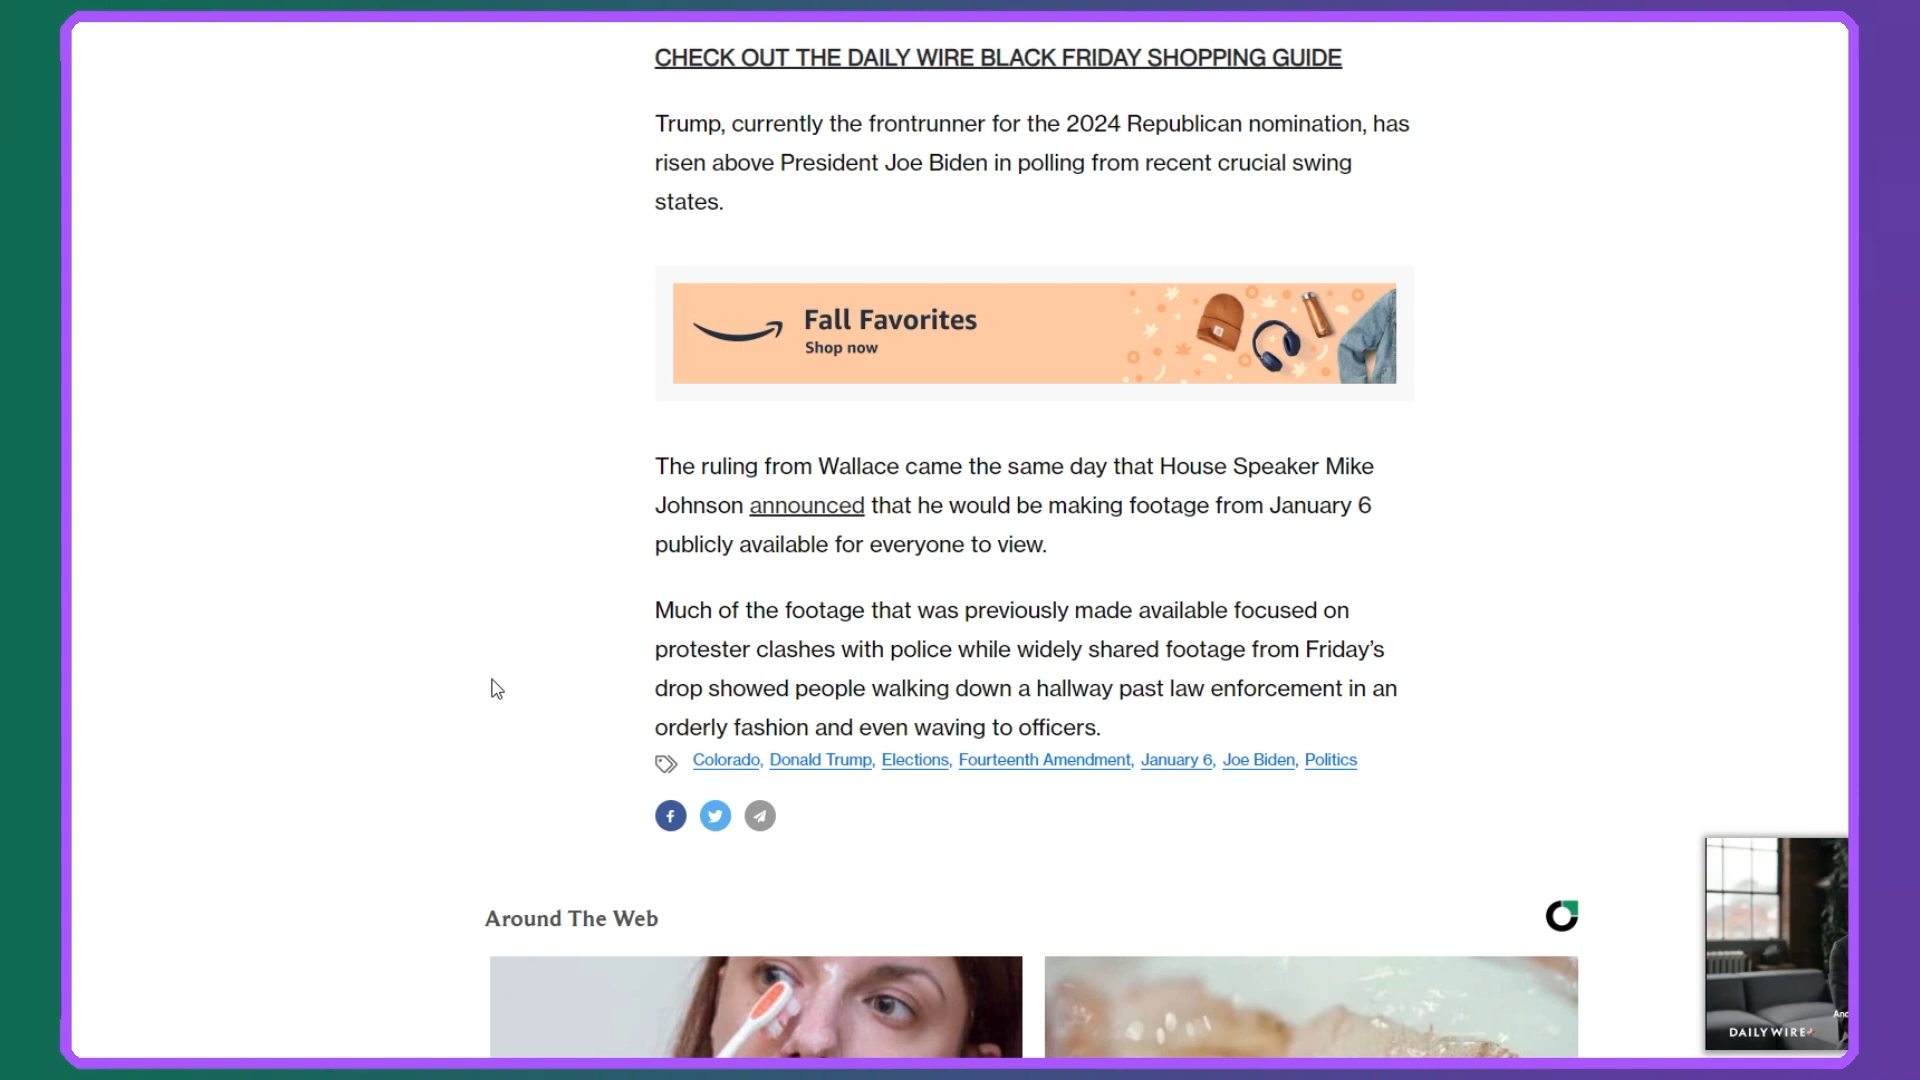 CHECK OUT THE DAILY WIRE BLACK FRIDAY SHOPPING GUIDE
Trump, currently the frontrunner for the 2024 Republican nomination, has
risen above President Joe Biden in polling from recent crucial swing
states.
Fall Favorites
Shop now
The ruling from Wallace came the same day that House Speaker Mike
Johnson announced that he would be making footage from January 6
publicly available for everyone to view.
Much of the footage that was previously made available focused on
protester clashes with police while widely shared footage from Friday’s
drop showed people walking down a hallway past law enforcement in an
orderly fashion and even waving to officers.
Colorado, Donald Trump, Elections, Fourteenth Amendment, January 6, Joe Biden, Politics
Around The Web
DAILYWIRE+